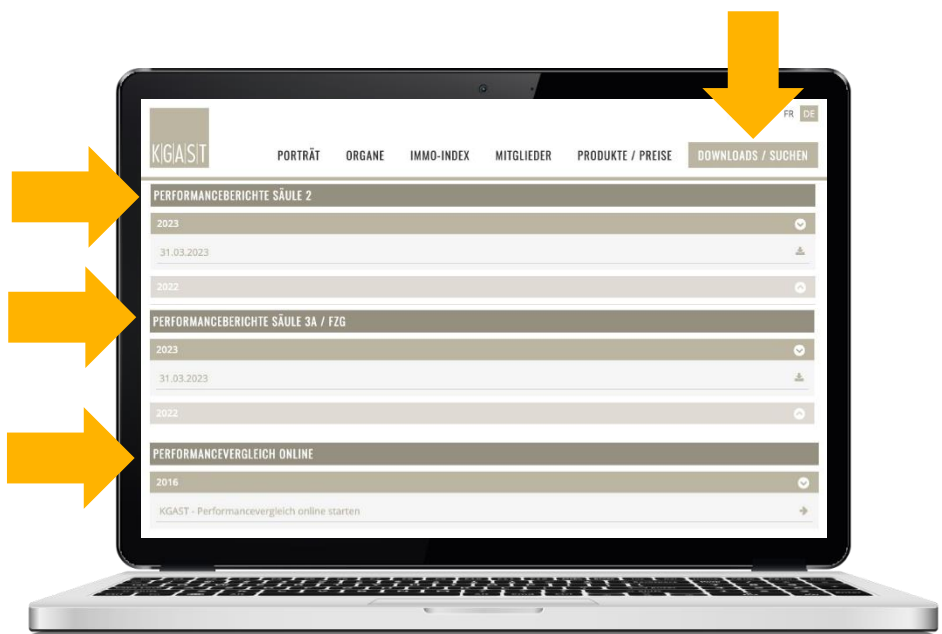 FR DE
K|G|A|S|T
PORTRÄT ORGANE IMMO-INDEX MITGLIEDER PRODUKTE / PREISE DOWNLOADS / SUCHEN
PERFORMANCEBERICHTE SÄULE 2
2023
31.03.2023
2022
PERFORMANCEBERICHTE SÄULE 3A / FZG
2023
31.03.2023
2022
PERFORMANCEVERGLEICH ONLINE
2016
KGAST - Performancevergleich online starten